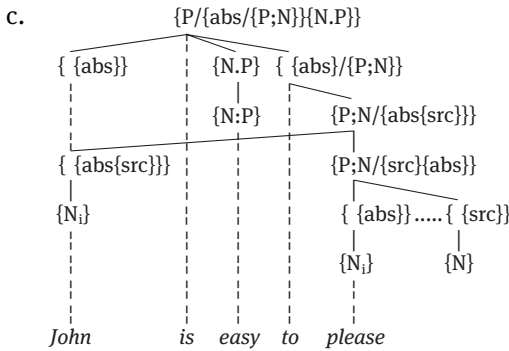 c. {P/{abs/{P;N}}{N.P}}
{ {abs}} {N.P} { {abs}/{P;N}}
{N:P} {P;N/{abs{src}}}
{ {abs{src}}} {P;N/{src}{abs}}
{Nᵢ} { {abs}}.....{ {src}}
{Nᵢ} {N}
John is easy to please